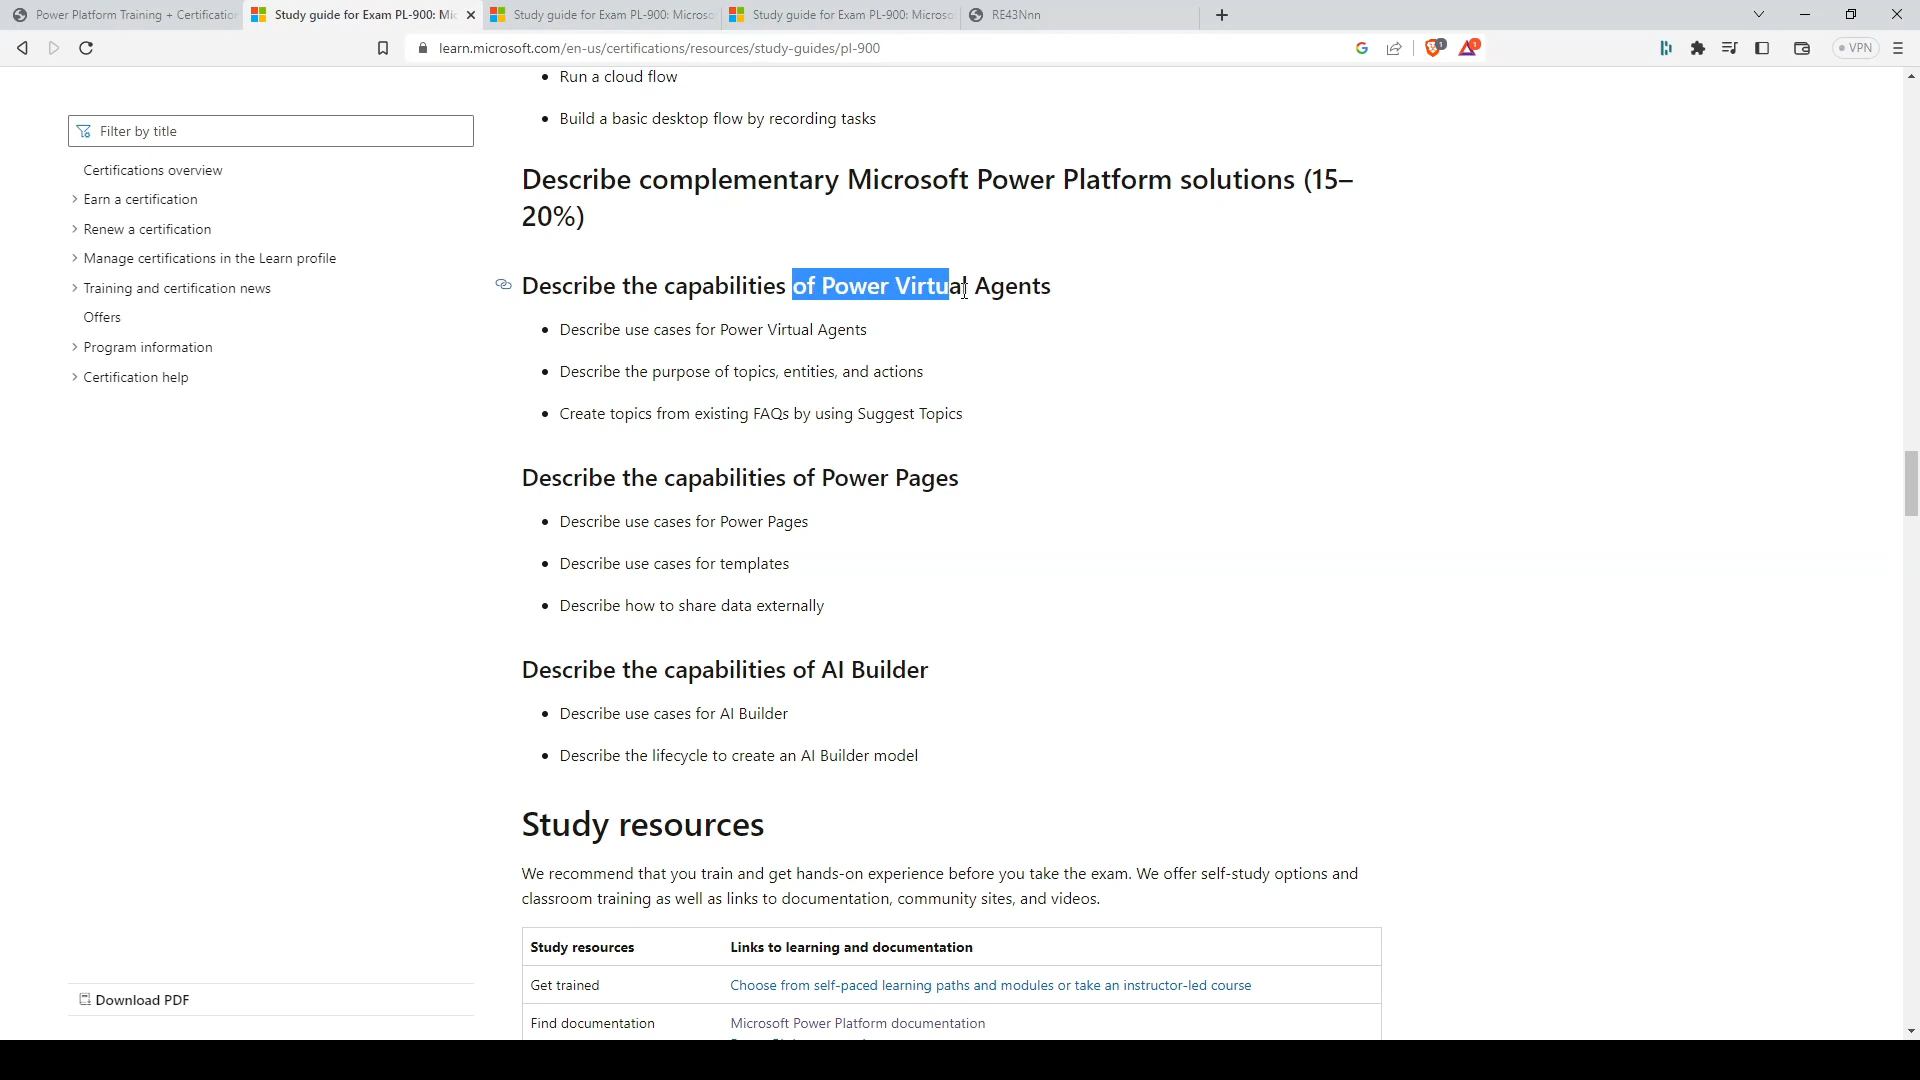 Power Platform Training + Certification
Study guide for Exam PL-900: Mic
Study guide for Exam PL-900: Microso
Study guide for Exam PL-900: Microso
RE43Nnn
learn.microsoft.com/en-us/certifications/resources/study-guides/pl-900
1
1
VPN
Filter by title
Certifications overview
Earn a certification
Renew a certification
Manage certifications in the Learn profile
Training and certification news
Offers
Program information
Certification help
Download PDF
• Run a cloud flow
• Build a basic desktop flow by recording tasks
Describe complementary Microsoft Power Platform solutions (15–
20%)
Describe the capabilities of Power Virtual Agents
• Describe use cases for Power Virtual Agents
• Describe the purpose of topics, entities, and actions
• Create topics from existing FAQs by using Suggest Topics
Describe the capabilities of Power Pages
• Describe use cases for Power Pages
• Describe use cases for templates
• Describe how to share data externally
Describe the capabilities of AI Builder
• Describe use cases for AI Builder
• Describe the lifecycle to create an AI Builder model
Study resources
We recommend that you train and get hands-on experience before you take the exam. We offer self-study options and
classroom training as well as links to documentation, community sites, and videos.
Study resources Links to learning and documentation
Get trained Choose from self-paced learning paths and modules or take an instructor-led course
Find documentation Microsoft Power Platform documentation